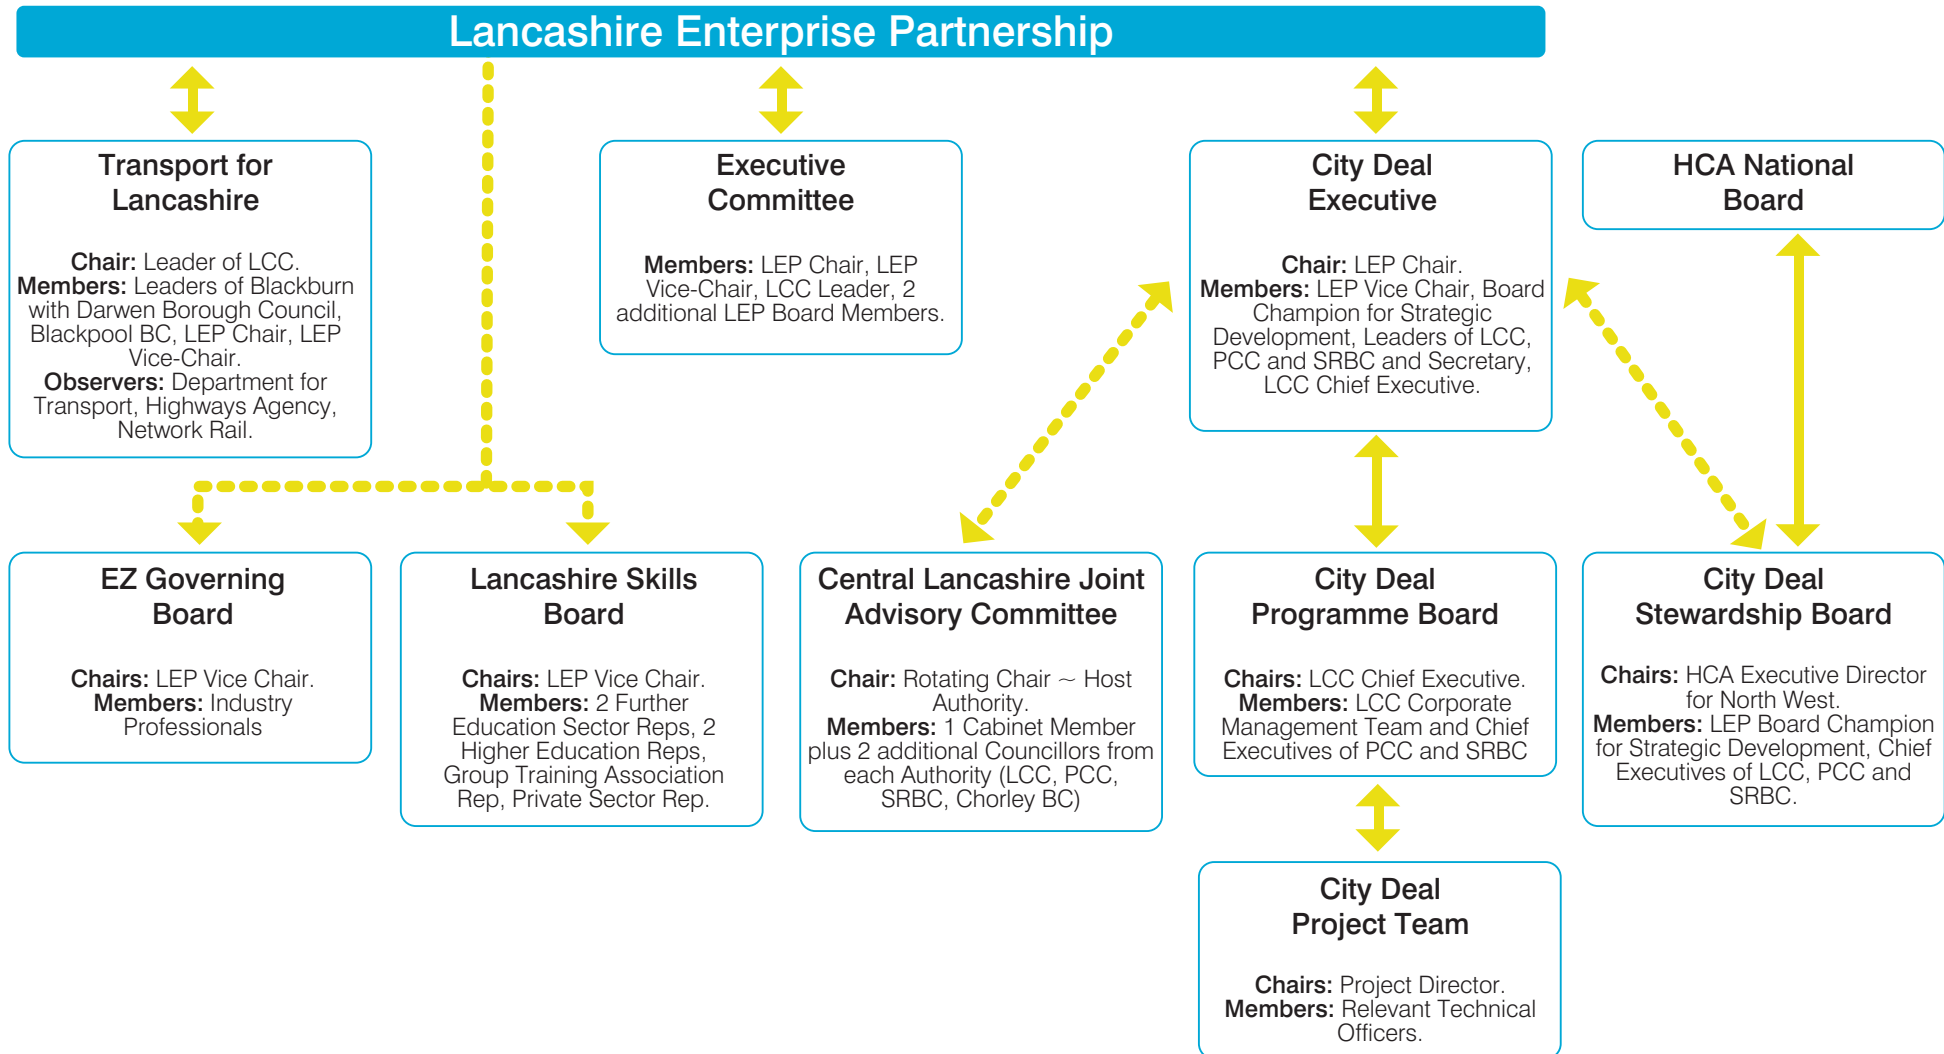 Lancashire Enterprise Partnership
Transport for
Lancashire
Chair: Leader of LCC.
Members: Leaders of Blackburn
with Darwen Borough Council,
Blackpool BC, LEP Chair, LEP
Vice-Chair.
Observers: Department for
Transport, Highways Agency,
Network Rail.
Executive
Committee
Members: LEP Chair, LEP
Vice-Chair, LCC Leader, 2
additional LEP Board Members.
City Deal
Executive
Chair: LEP Chair.
Members: LEP Vice Chair, Board
Champion for Strategic
Development, Leaders of LCC,
PCC and SRBC and Secretary,
LCC Chief Executive.
HCA National
Board
EZ Governing
Board
Chairs: LEP Vice Chair.
Members: Industry
Professionals
Lancashire Skills
Board
Chairs: LEP Vice Chair.
Members: 2 Further
Education Sector Reps, 2
Higher Education Reps,
Group Training Association
Rep, Private Sector Rep.
Central Lancashire Joint
Advisory Committee
Chair: Rotating Chair ~ Host
Authority.
Members: 1 Cabinet Member
plus 2 additional Councillors from
each Authority (LCC, PCC,
SRBC, Chorley BC)
City Deal
Programme Board
Chairs: LCC Chief Executive.
Members: LCC Corporate
Management Team and Chief
Executives of PCC and SRBC
City Deal
Stewardship Board
Chairs: HCA Executive Director
for North West.
Members: LEP Board Champion
for Strategic Development, Chief
Executives of LCC, PCC and
SRBC.
City Deal
Project Team
Chairs: Project Director.
Members: Relevant Technical
Officers.